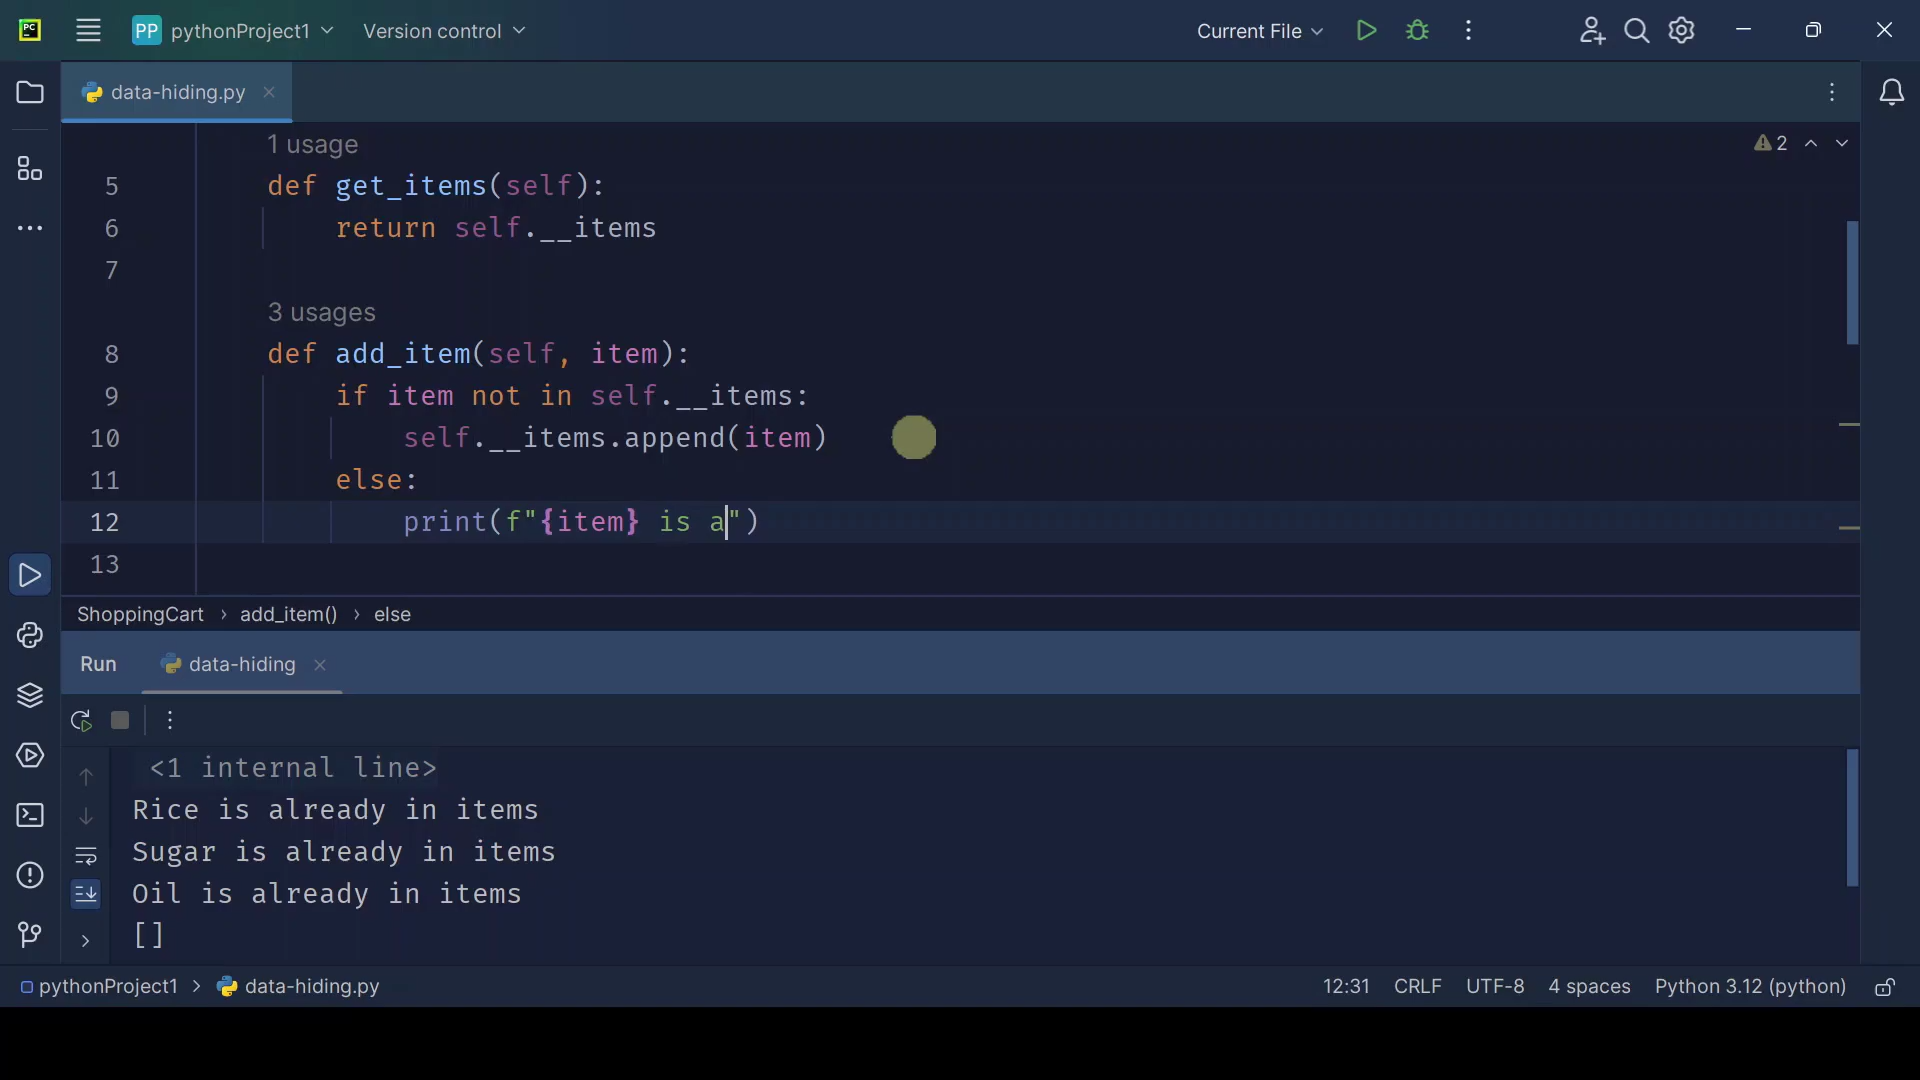 PC
PP pythonProject1 Version control Current File
data-hiding.py
1 usage 2
5 def get_items(self):
6 return self.__items
7
3 usages
8 def add_item(self, item):
9 if item not in self.__items:
10 self.__items.append(item)
11 else:
12 print(f"{item} is a")
13
ShoppingCart › add_item() › else
Run data-hiding
<1 internal line>
Rice is already in items
Sugar is already in items
Oil is already in items
[]
pythonProject1 > data-hiding.py 12:31 CRLF UTF-8 4 spaces Python 3.12 (python)